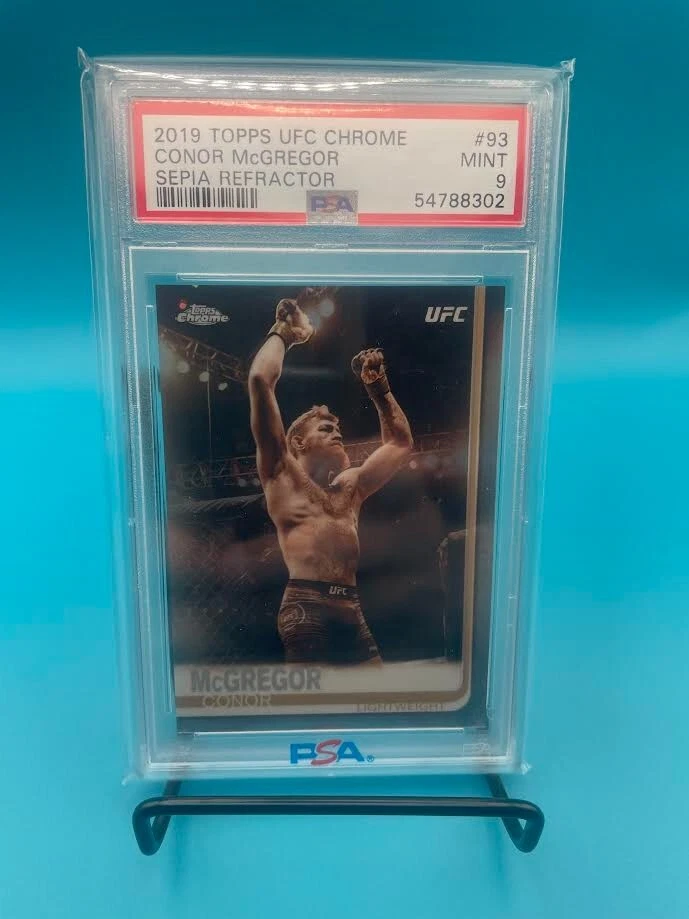 2019 TOPPS UFC CHROME #93
CONOR McGREGOR MINT
SEPIA REFRACTOR 9
PSA 54788302
Topps Chrome
UFC
UFC
McGREGOR
CONOR
LIGHTWEIGHT
PSA®